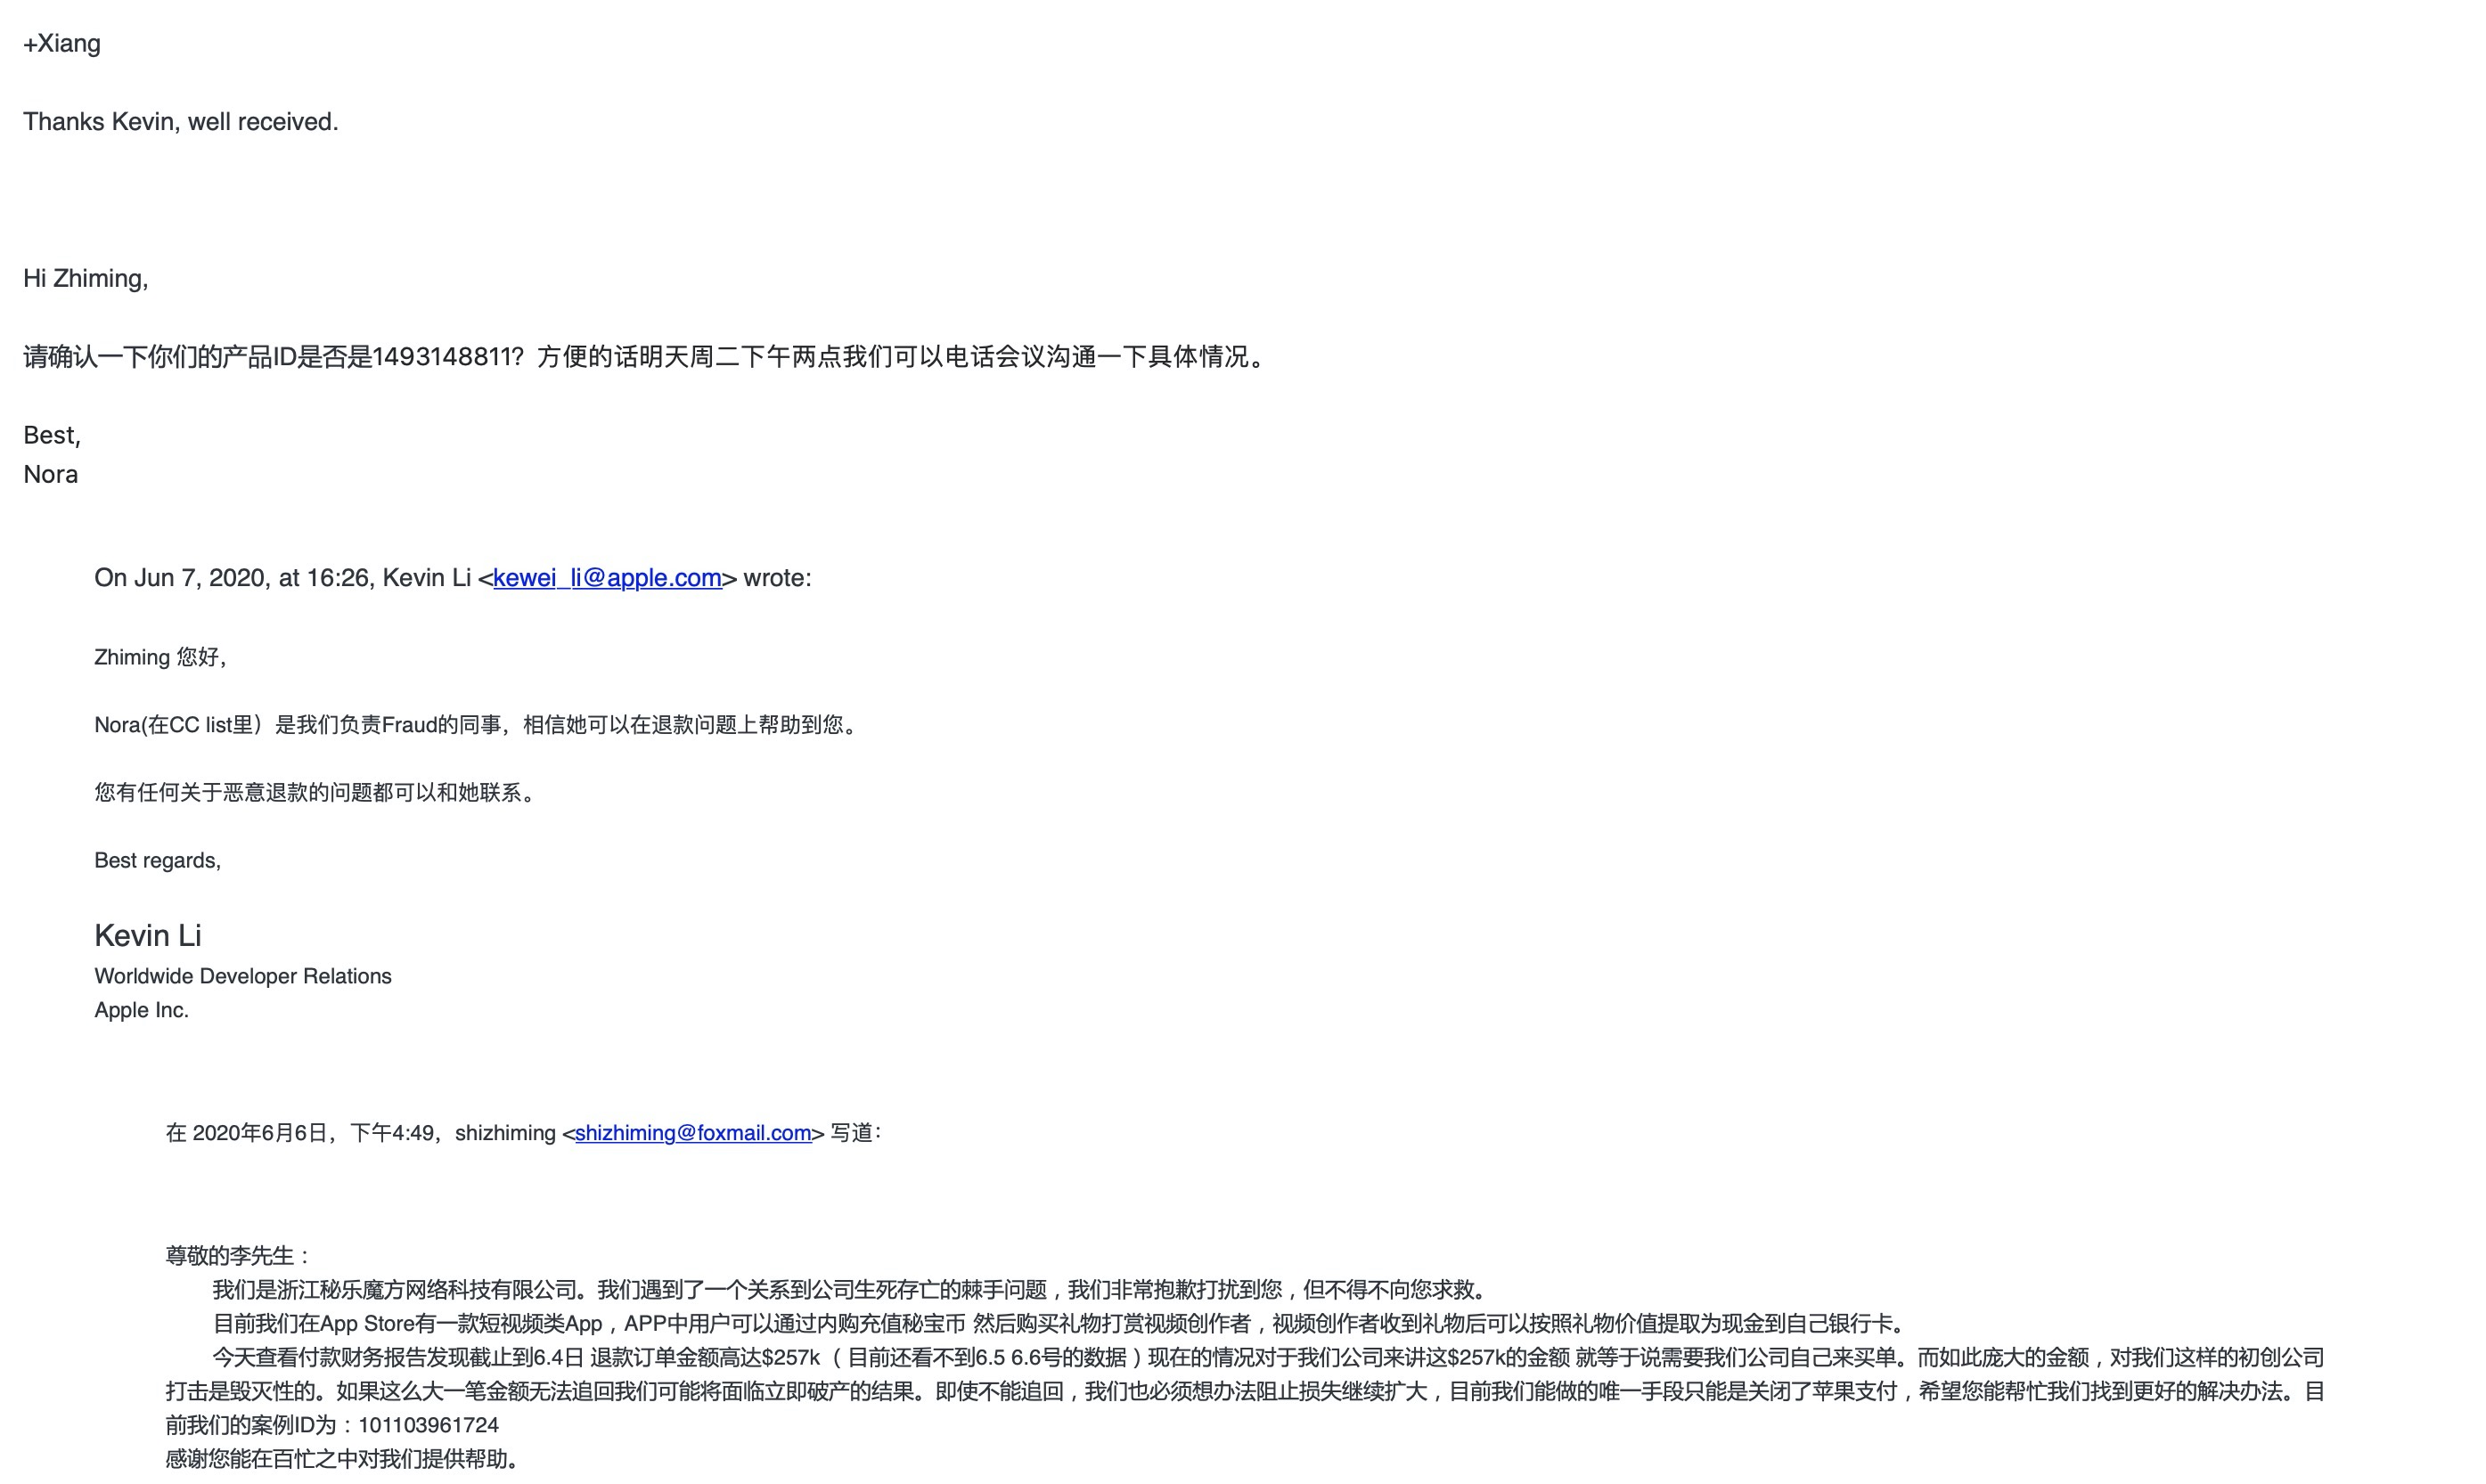 +Xiang
Thanks Kevin, well received.
Hi Zhiming,
请确认一下你们的产品ID是否是1493148811? 方便的话明天周二下午两点我们可以电话会议沟通一下具体情况。
Best,
Nora
On Jun 7, 2020, at 16:26, Kevin Li <kewei_li@apple.com> wrote:
Zhiming 您好,
Nora(在CC list里）是我们负责Fraud的同事，相信她可以在退款问题上帮助到您。
您有任何关于恶意退款的问题都可以和她联系。
Best regards,
Kevin Li
Worldwide Developer Relations
Apple Inc.
在 2020年6月6日，下午4:49，shizhiming <shizhiming@foxmail.com> 写道：
尊敬的李先生：
我们是浙江秘乐魔方网络科技有限公司。我们遇到了一个关系到公司生死存亡的棘手问题，我们非常抱歉打扰到您，但不得不向您求救。
目前我们在App Store有一款短视频类App，APP中用户可以通过内购充值秘宝币 然后购买礼物打赏视频创作者，视频创作者收到礼物后可以按照礼物价值提取为现金到自己银行卡。
今天查看付款财务报告发现截止到6.4日 退款订单金额高达$257k（目前还看不到6.5 6.6号的数据）现在的情况对于我们公司来讲这$257k的金额 就等于说需要我们公司自己来买单。而如此庞大的金额，对我们这样的初创公司
打击是毁灭性的。如果这么大一笔金额无法追回我们可能将面临立即破产的结果。即使不能追回，我们也必须想办法阻止损失继续扩大，目前我们能做的唯一手段只能是关闭了苹果支付，希望您能帮忙我们找到更好的解决办法。目
前我们的案例ID为：101103961724
感谢您能在百忙之中对我们提供帮助。